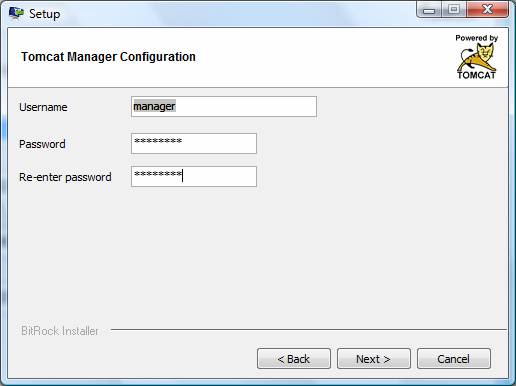 Setup
Powered by
TOMCAT
Tomcat Manager Configuration
Username manager
Password ********
Re-enter password ********
BitRock Installer
< Back Next > Cancel